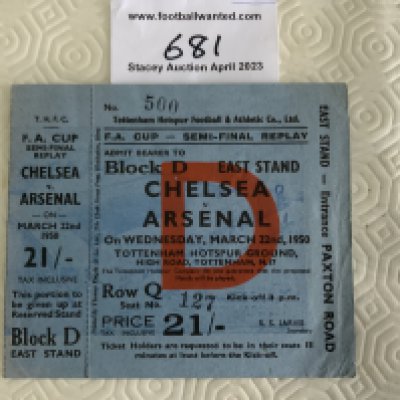 www.footballwanted.com
681
Stacey Auction April 2023
T.H.F.C.
F.A. CUP
SEMI-FINAL
REPLAY
CHELSEA
v.
ARSENAL
— ON —
MARCH 22nd
1950
21/-
TAX INCLUSIVE
This portion to
be given up at
Reserved Stand
Block D
EAST STAND
No. 500
Tottenham Hotspur Football & Athletic Co., Ltd.
F.A. CUP — SEMI-FINAL REPLAY
ADMIT BEARER TO
Block D EAST STAND
D
CHELSEA
v.
ARSENAL
On WEDNESDAY, MARCH 22nd, 1950
TOTTENHAM HOTSPUR GROUND,
HIGH ROAD, TOTTENHAM, N.17
Row Q
Seat No. 127 Kick-off 3 p.m.
PRICE 21/-
TAX INCLUSIVE
Secretary
Ticket Holders are requested to be in their seats 15
minutes at least before the Kick-off.
EAST STAND — Entrance PAXTON ROAD